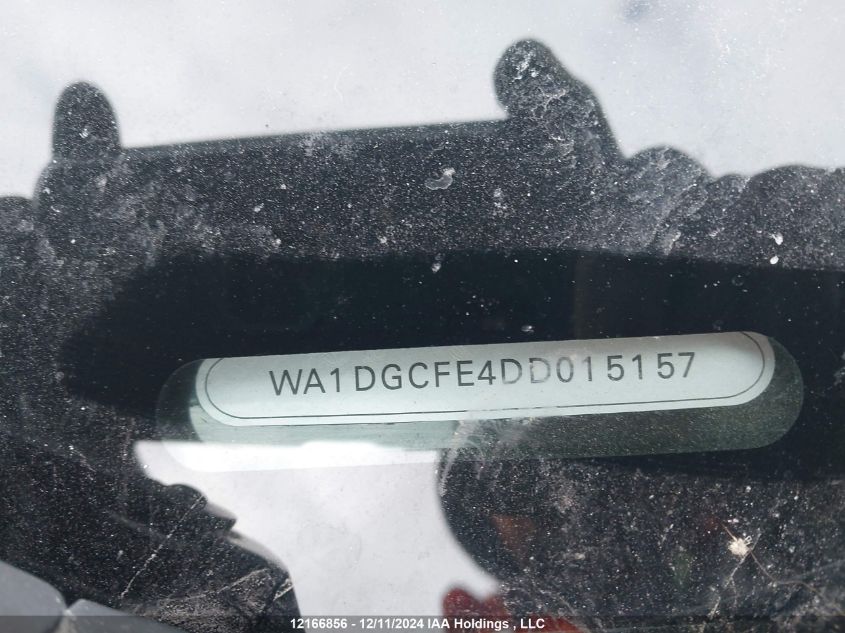 WA1DGCFE4DD015157
12166856 - 12/11/2024 IAA Holdings , LLC